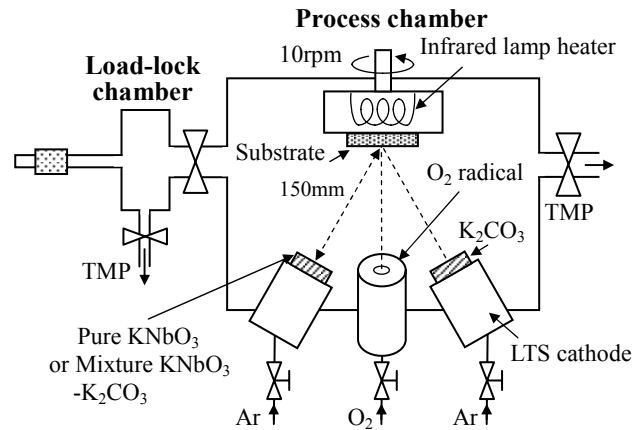 Process chamber
10rpm
Infrared lamp heater
Load-lock
chamber
Substrate
150mm
O₂ radical
K₂CO₃
TMP
TMP
Pure KNbO₃
or Mixture KNbO₃
-K₂CO₃
LTS cathode
Ar
O₂
Ar